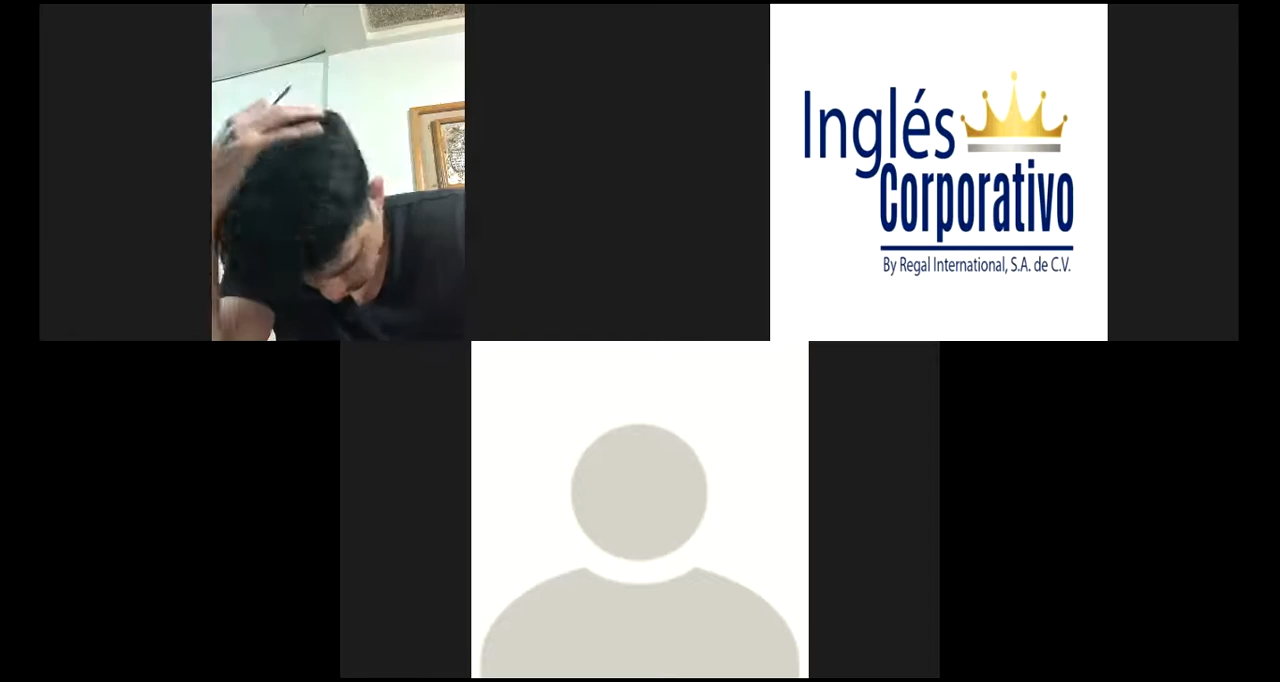 Inglés
Corporativo
By Regal International, S.A. de C.V.